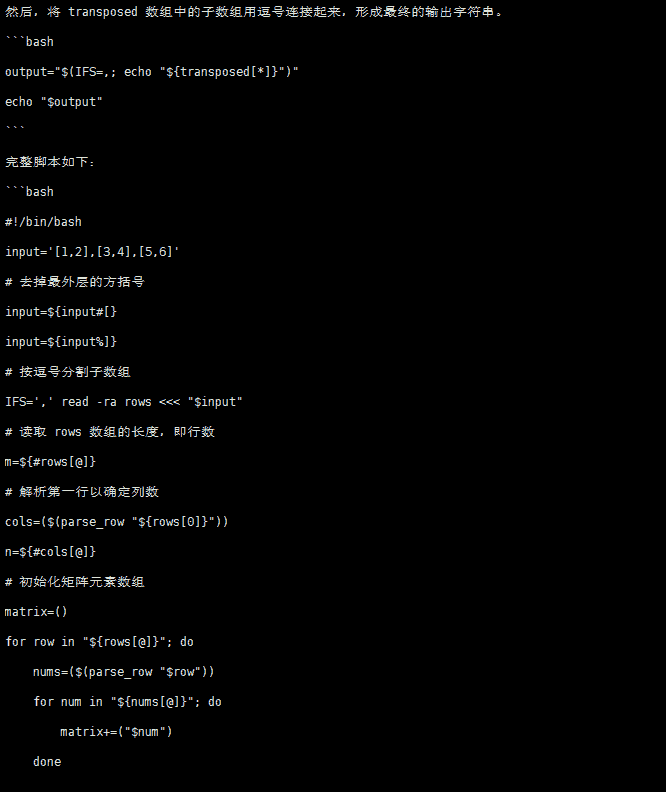 然后，将 transposed 数组中的子数组用逗号连接起来，形成最终的输出字符串。
```bash
output="$(IFS=,; echo "${transposed[*]}")"
echo "$output"
```
完整脚本如下：
```bash
#!/bin/bash
input='[1,2],[3,4],[5,6]'
# 去掉最外层的方括号
input=${input#[}
input=${input%]}
# 按逗号分割子数组
IFS=',' read -ra rows <<< "$input"
# 读取 rows 数组的长度，即行数
m=${#rows[@]}
# 解析第一行以确定列数
cols=($(parse_row "${rows[0]}"))
n=${#cols[@]}
# 初始化矩阵元素数组
matrix=()
for row in "${rows[@]}"; do
    nums=($(parse_row "$row"))
    for num in "${nums[@]}"; do
        matrix+=("$num")
    done